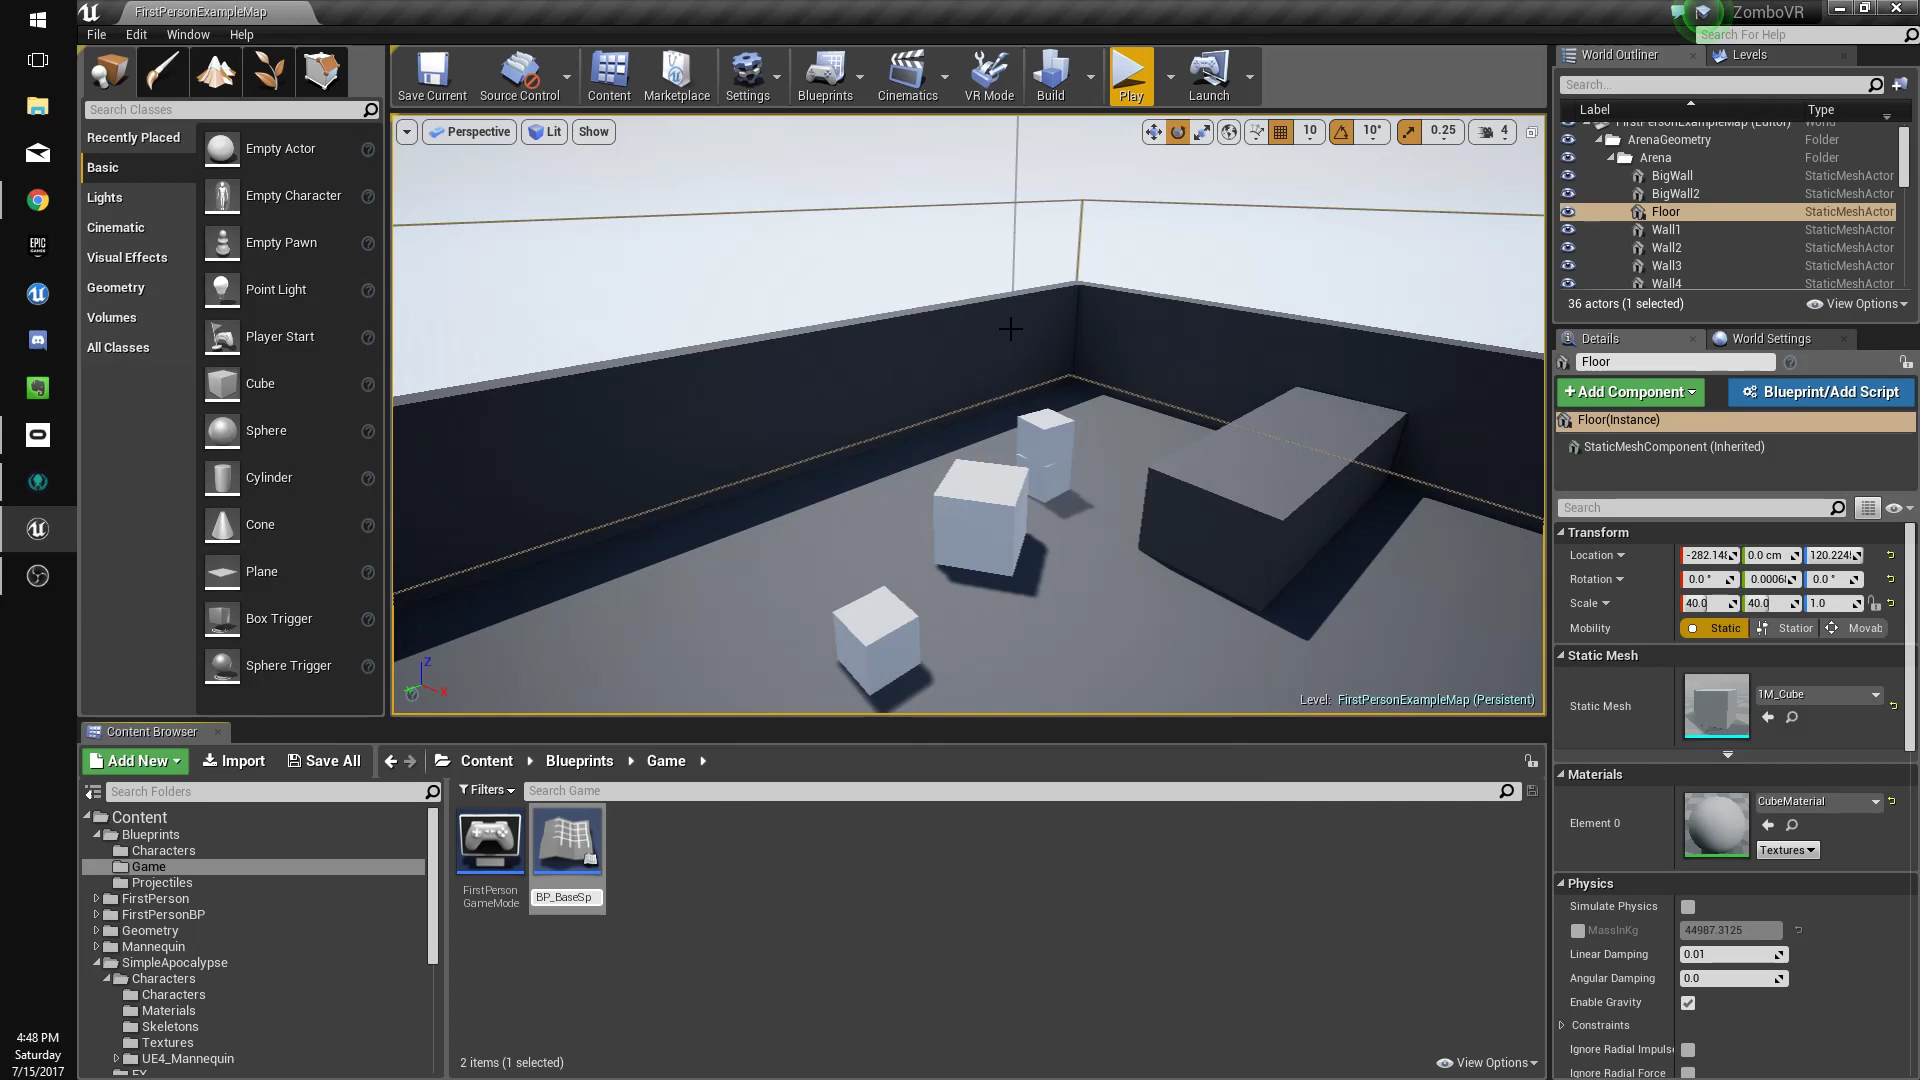 FirstPersonExampleMap
ZomboVR
File Edit Window Help
Search For Help
Save Current Source Control Content Marketplace Settings Blueprints Cinematics VR Mode Build Play Launch
Search Classes
Recently Placed
Basic
Lights
Cinematic
Visual Effects
Geometry
Volumes
All Classes
Empty Actor
Empty Character
Empty Pawn
Point Light
Player Start
Cube
Sphere
Cylinder
Cone
Plane
Box Trigger
Sphere Trigger
Perspective Lit Show
10 10° 0.25 4
Z
X
Level: FirstPersonExampleMap (Persistent)
World Outliner Levels
Search...
Label Type
FirstPersonExampleMap (Editor) World
ArenaGeometry Folder
Arena Folder
BigWall StaticMeshActor
BigWall2 StaticMeshActor
Floor StaticMeshActor
Wall1 StaticMeshActor
Wall2 StaticMeshActor
Wall3 StaticMeshActor
Wall4 StaticMeshActor
36 actors (1 selected) View Options
Details World Settings
Floor
+Add Component Blueprint/Add Script
Floor(Instance)
StaticMeshComponent (Inherited)
Search
Transform
Location -282.148 0.0 cm 120.224
Rotation 0.0 ° 0.0006 0.0 °
Scale 40.0 40.0 1.0
Mobility Static Station Movab
Static Mesh
Static Mesh 1M_Cube
Materials
Element 0 CubeMaterial
Textures
Physics
Simulate Physics
MassInKg 44987.3125
Linear Damping 0.01
Angular Damping 0.0
Enable Gravity
Constraints
Ignore Radial Impuls
Ignore Radial Force
Content Browser
Add New Import Save All Content Blueprints Game
Search Folders
Filters Search Game
Content
Blueprints
Characters
Game
Projectiles
FirstPerson
FirstPersonBP
Geometry
Mannequin
SimpleApocalypse
Characters
Characters
Materials
Skeletons
Textures
UE4_Mannequin
FX
FirstPerson
GameMode
BP_BaseSp
2 items (1 selected)
View Options
EPIC
GAMES
4:48 PM
Saturday
7/15/2017